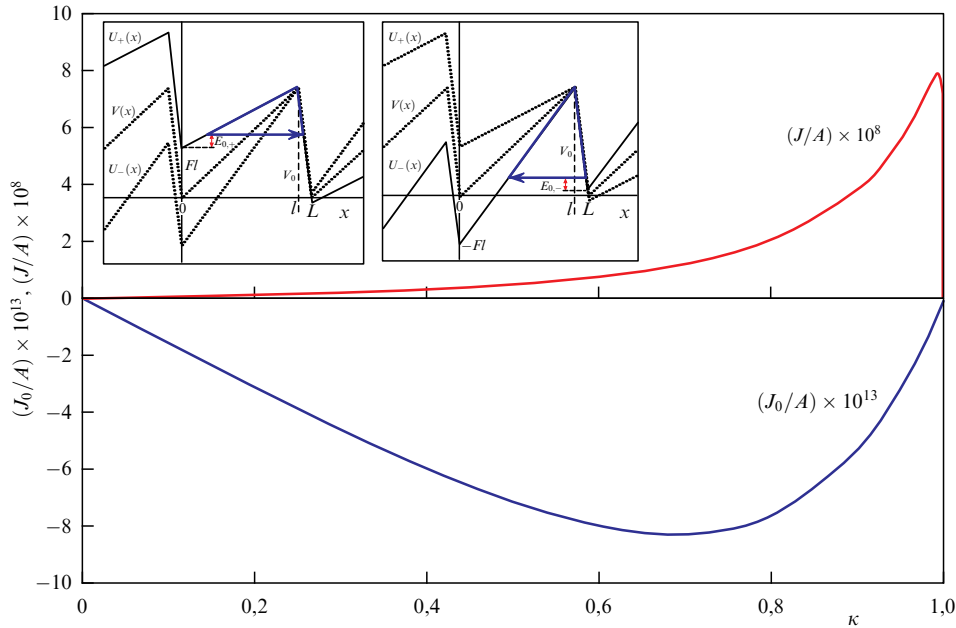 (J₀/A) × 10¹³, (J/A) × 10⁸
10
8
6
4
2
0
−2
−4
−6
−8
−10
U₊(x)
V(x)
U₋(x)
Fl
E₀,₊
V₀
0
l
L
x
U₊(x)
V(x)
U₋(x)
−Fl
E₀,₋
V₀
0
l
L
x
(J/A) × 10⁸
(J₀/A) × 10¹³
0
0,2
0,4
0,6
0,8
1,0
κ